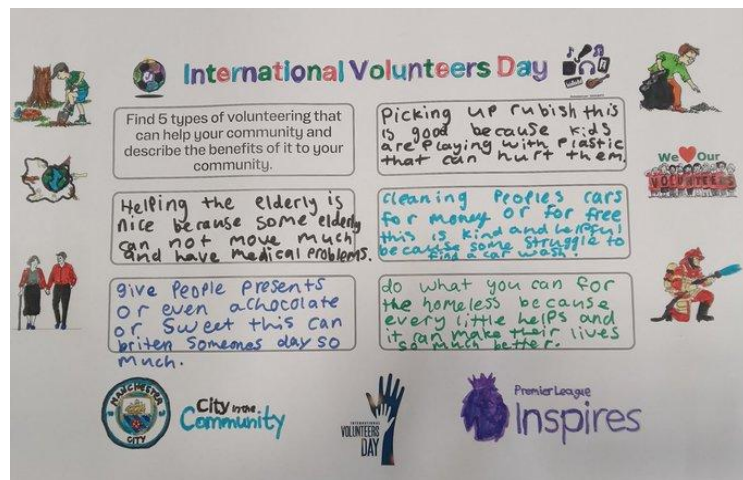 International Volunteers Day
Find 5 types of volunteering that
can help your community and
describe the benefits of it to your
community.
Picking up rubish this
is good because kids
are playing with plastic
that can hurt them.
Helping the elderly is
nice because some elderly
can not move much
and have medical problems.
cleaning peoples cars
for money or for free
this is kind and helpful
because some struggle to
find a car wash.
give people presents
or even a chocolate
or sweet this can
briten someones day so
much.
do what you can for
the homeless because
every little helps and
it can make their lives
so much better.
We Our
VOLUNTEERS
MANCHESTER
CITY
City in the
Community
INTERNATIONAL
VOLUNTEERS
DAY
Premier League
Inspires